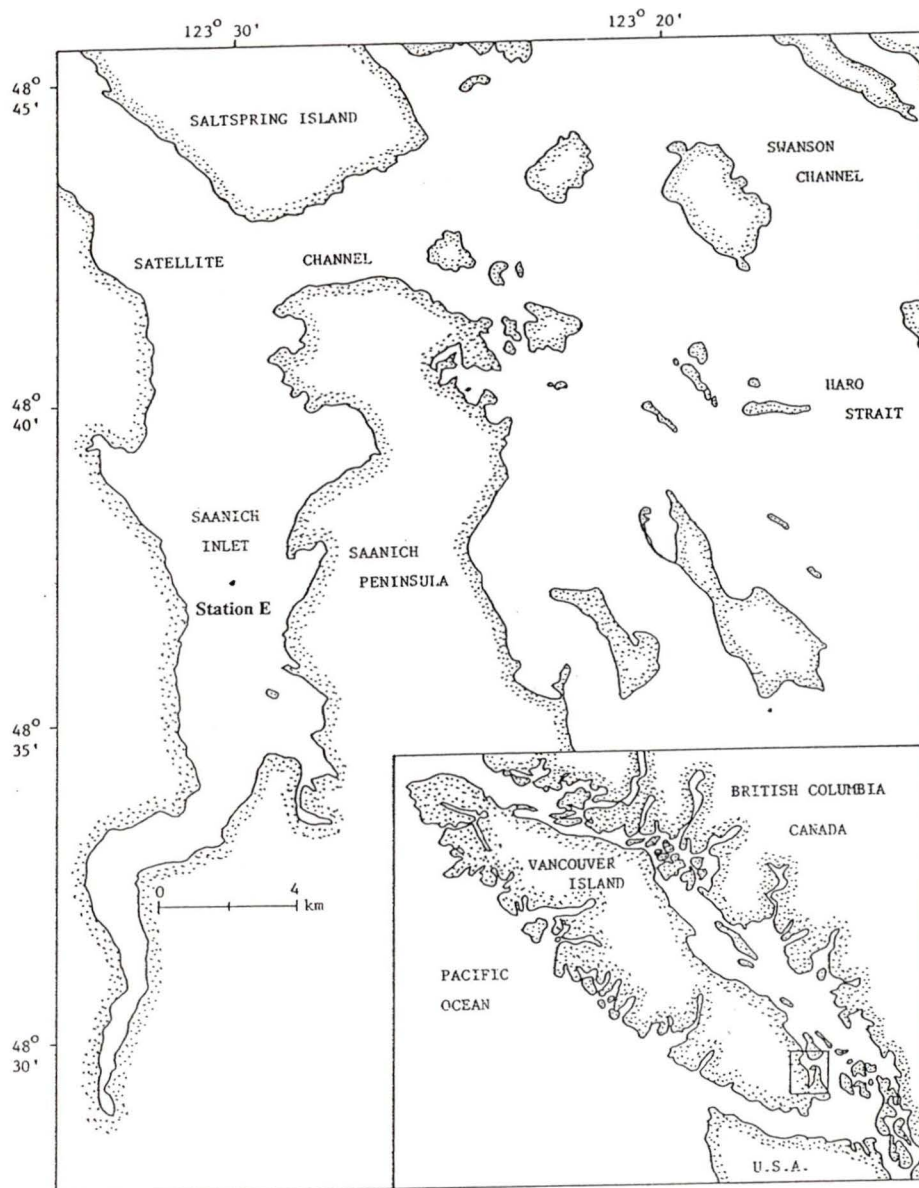 123° 30'
123° 20'
48°
45'
SALTSPRING ISLAND
SWANSON
CHANNEL
SATELLITE CHANNEL
48°
40'
HARO
STRAIT
SAANICH
INLET
SAANICH
PENINSULA
Station E
48°
35'
0 4
km
48°
30'
BRITISH COLUMBIA
CANADA
VANCOUVER
ISLAND
PACIFIC
OCEAN
U.S.A.